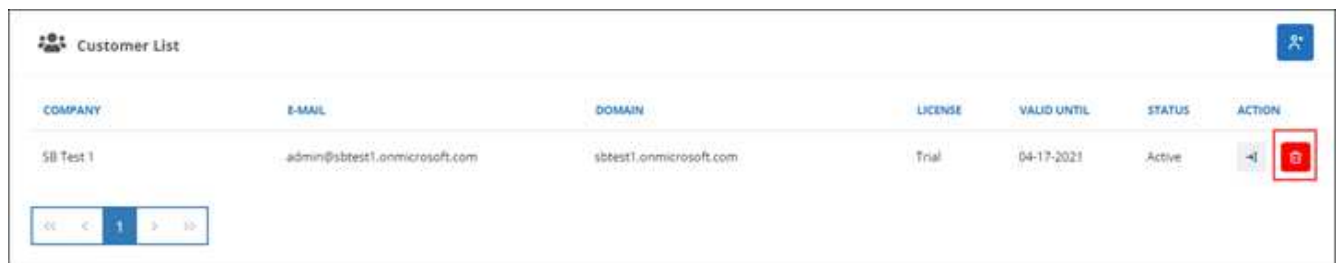 Customer List
COMPANY E-MAIL DOMAIN LICENSE VALID UNTIL STATUS ACTION
SB Test 1 admin@sbtest1.onmicrosoft.com sbtest1.onmicrosoft.com Trial 04-17-2021 Active
<< < 1 > >>